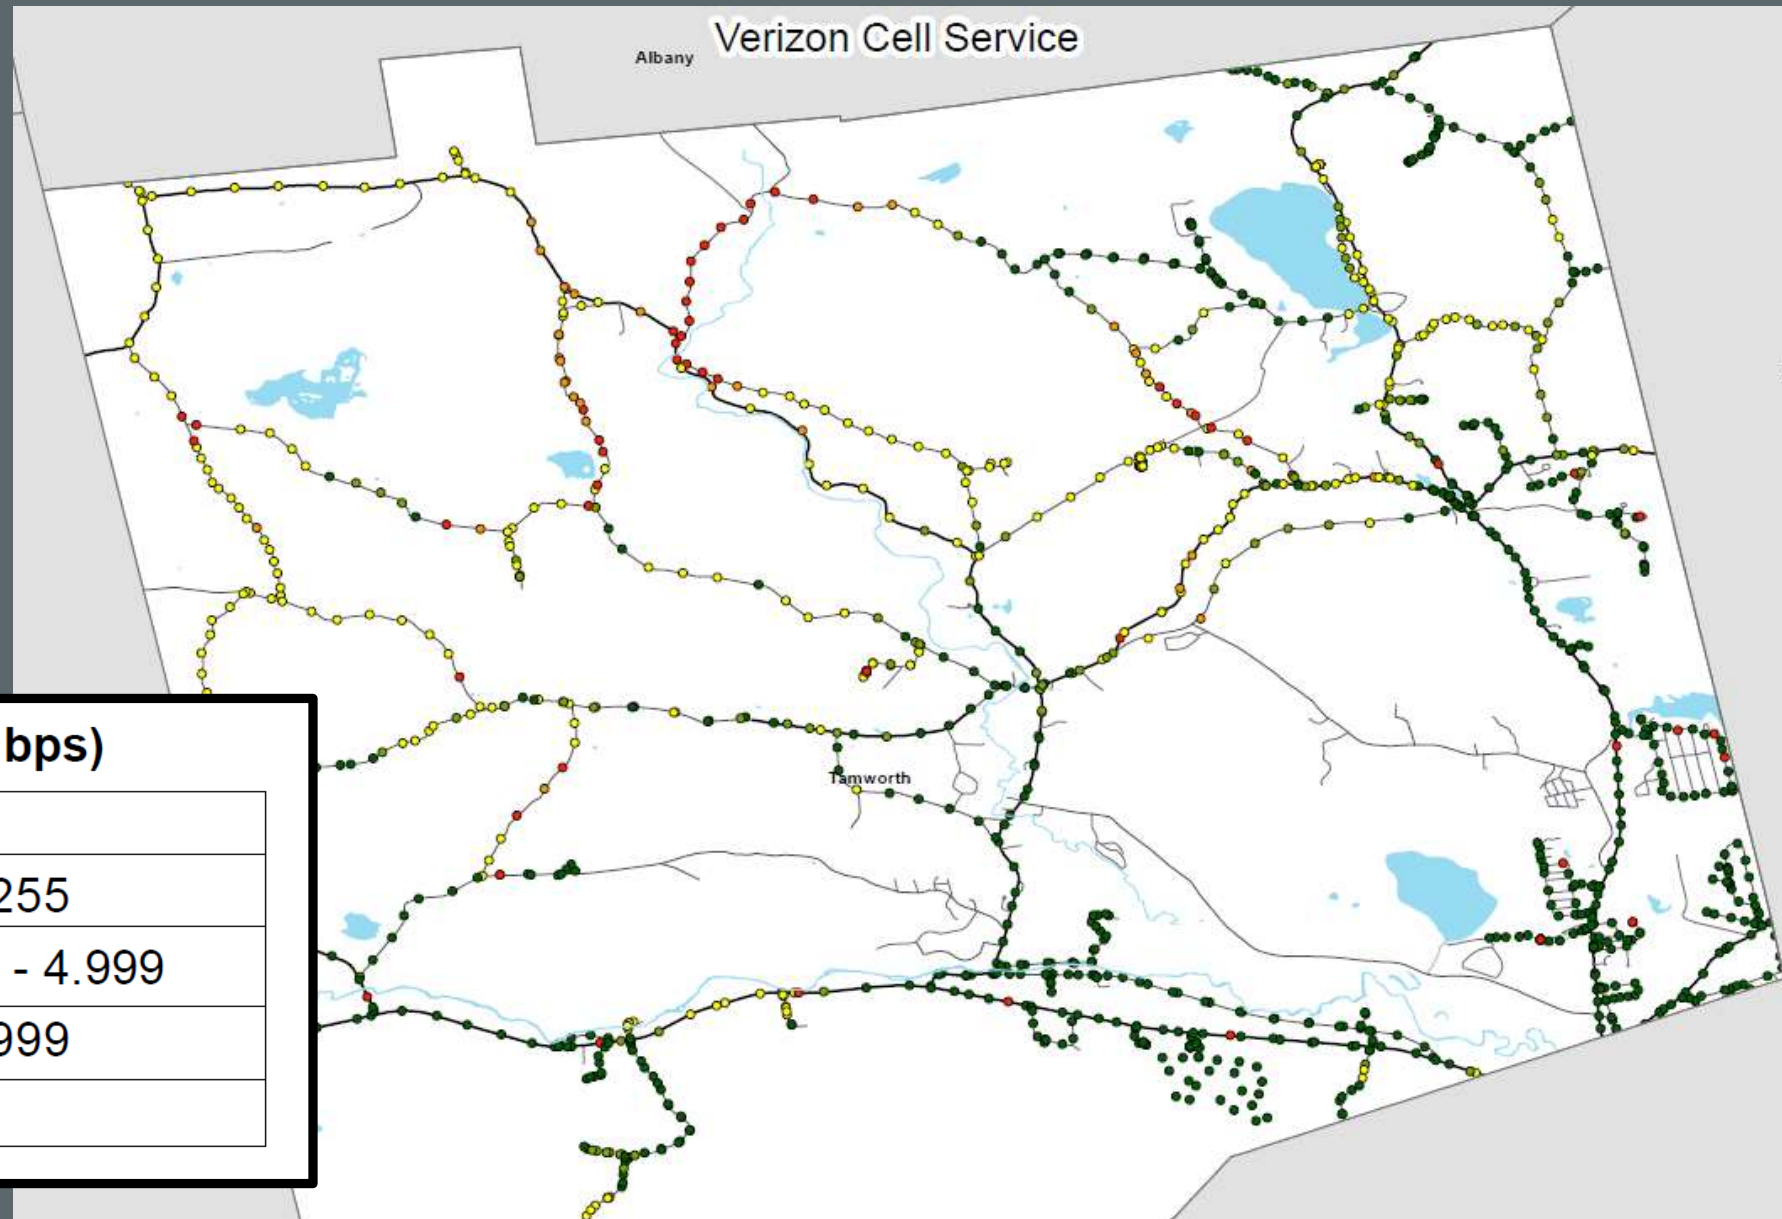 Verizon Cell Service
Albany
bps)
255
- 4.999
999
Tamworth